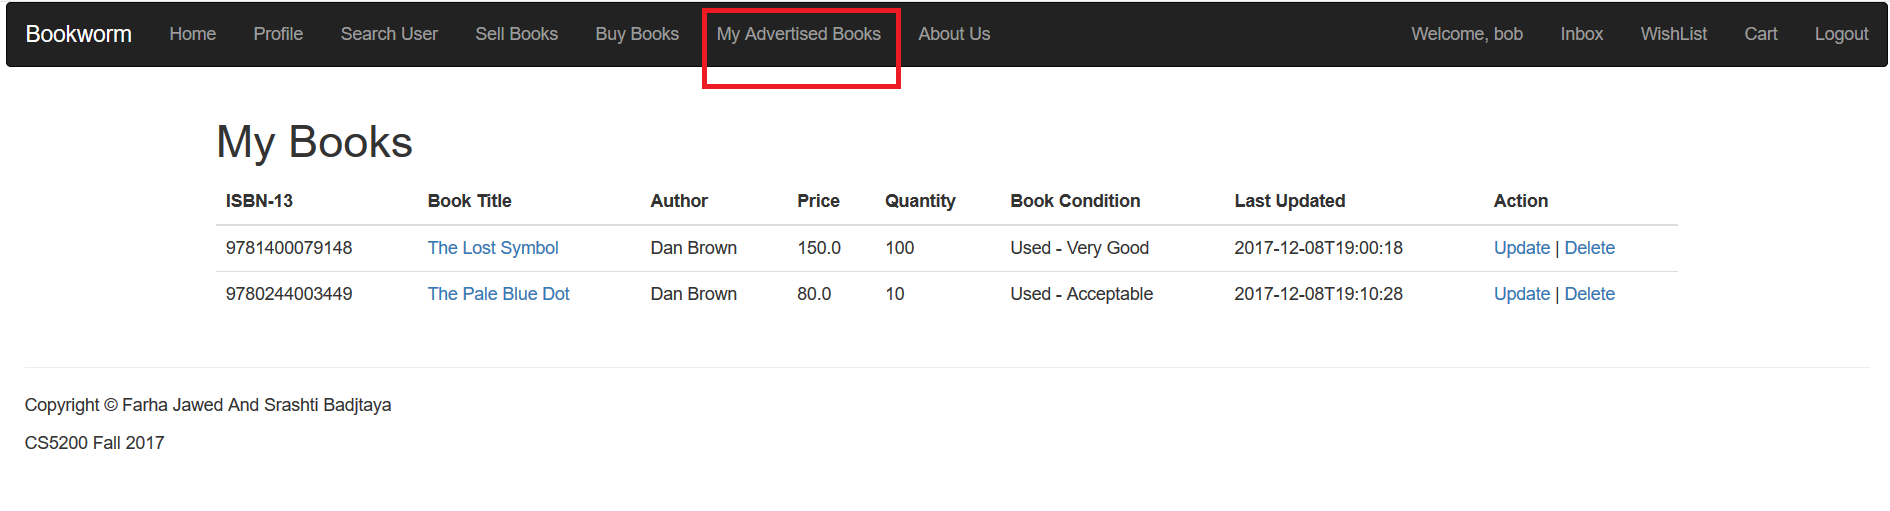 Bookworm Home Profile Search User Sell Books Buy Books My Advertised Books About Us Welcome, bob Inbox WishList Cart Logout
My Books
ISBN-13 Book Title Author Price Quantity Book Condition Last Updated Action
9781400079148 The Lost Symbol Dan Brown 150.0 100 Used - Very Good 2017-12-08T19:00:18 Update | Delete
9780244003449 The Pale Blue Dot Dan Brown 80.0 10 Used - Acceptable 2017-12-08T19:10:28 Update | Delete
Copyright © Farha Jawed And Srashti Badjtaya
CS5200 Fall 2017